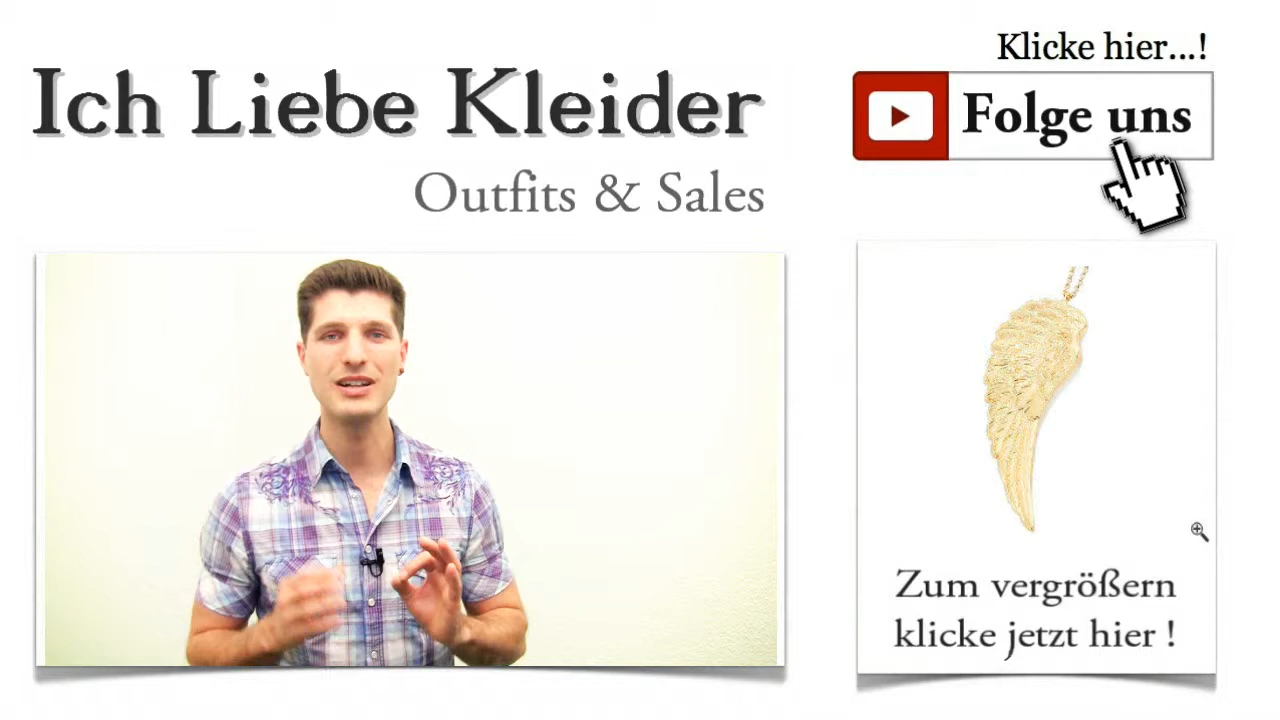 Ich Liebe Kleider
Outfits & Sales
Klicke hier...!
Folge uns
Zum vergrößern
klicke jetzt hier !